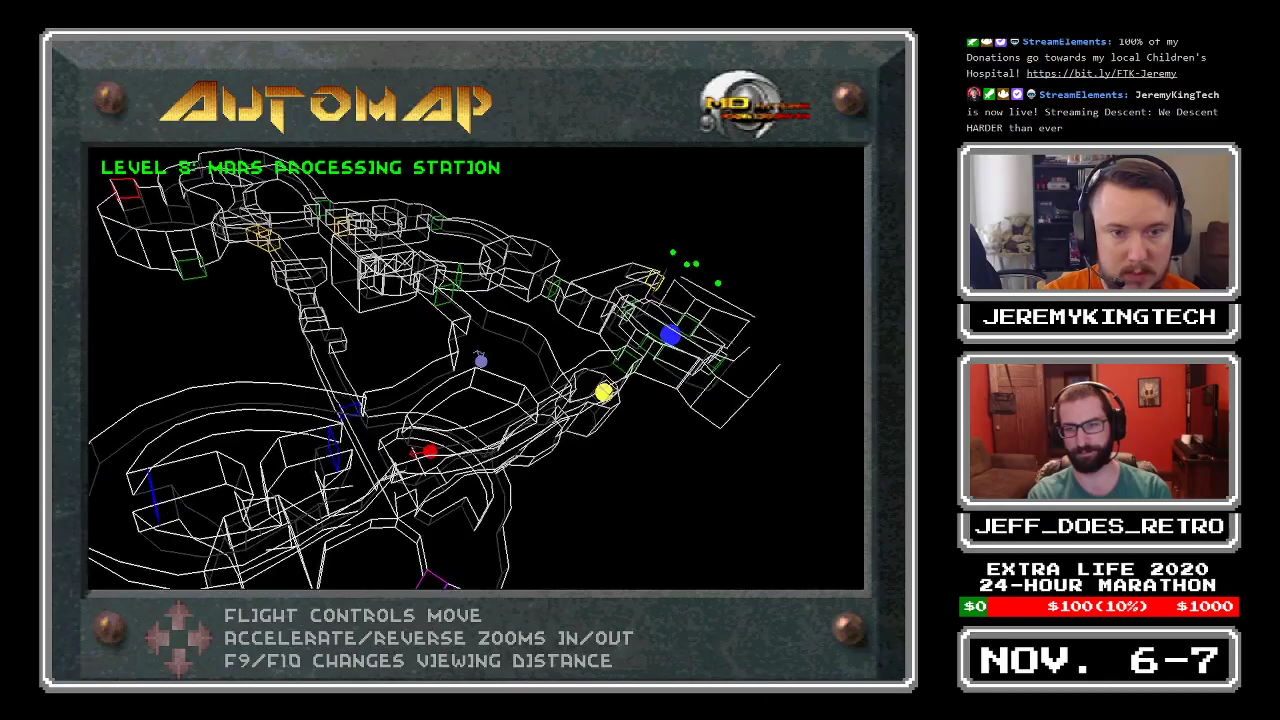 AUTOMAP
MD FUTURE
CONCEPTS
LEVEL 8: MARS PROCESSING STATION
FLIGHT CONTROLS MOVE
ACCELERATE/REVERSE ZOOMS IN/OUT
F9/F10 CHANGES VIEWING DISTANCE
StreamElements: 100% of my
Donations go towards my local Children's
Hospital! https://bit.ly/FTK-Jeremy
StreamElements: JeremyKingTech
is now live! Streaming Descent: We Descent
HARDER than ever
JEREMYKINGTECH
JEFF_DOES_RETRO
EXTRA LIFE 2020
24-HOUR MARATHON
$0 $100(10%) $1000
NOV. 6-7